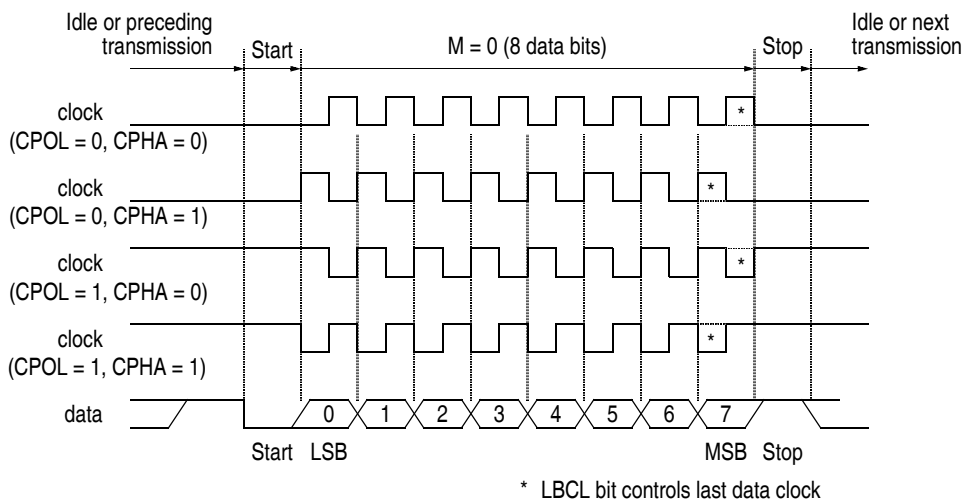 Idle or preceding
transmission
Start
M = 0 (8 data bits)
Stop
Idle or next
transmission
clock
(CPOL = 0, CPHA = 0)
*
clock
(CPOL = 0, CPHA = 1)
*
clock
(CPOL = 1, CPHA = 0)
*
clock
(CPOL = 1, CPHA = 1)
*
data
0 1 2 3 4 5 6 7
Start LSB MSB Stop
* LBCL bit controls last data clock